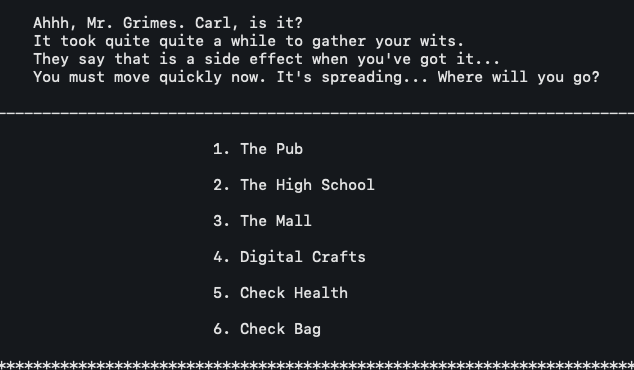 Ahhh, Mr. Grimes. Carl, is it?
It took quite quite a while to gather your wits.
They say that is a side effect when you've got it...
You must move quickly now. It's spreading... Where will you go?
1. The Pub
2. The High School
3. The Mall
4. Digital Crafts
5. Check Health
6. Check Bag
**********************************************************************